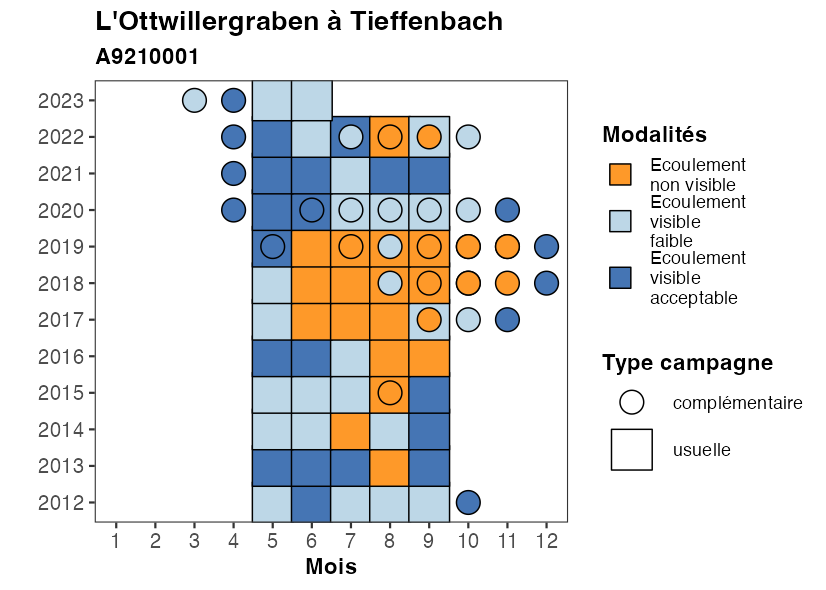 L'Ottwillergraben à Tieffenbach
A9210001
2023
2022
2021
2020
2019
2018
2017
2016
2015
2014
2013
2012
1 2 3 4 5 6 7 8 9 10 11 12
Mois
Modalités
Ecoulement
non visible
Ecoulement
visible
faible
Ecoulement
visible
acceptable
Type campagne
complémentaire
usuelle